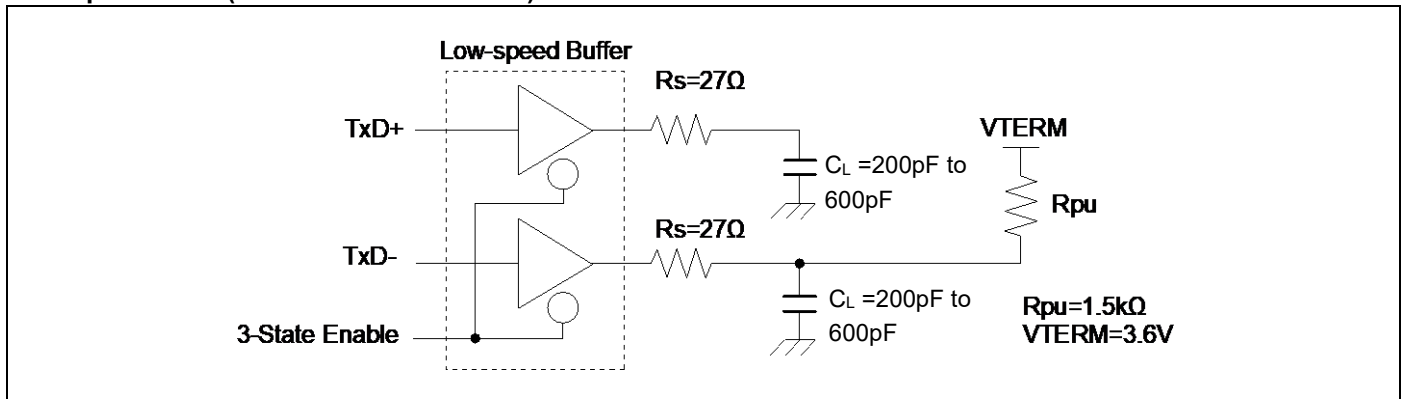 Low-speed Buffer
Rs=27Ω
TxD+
VTERM
CL =200pF to
600pF
Rpu
Rs=27Ω
TxD-
CL =200pF to
600pF
Rpu=1.5kΩ
VTERM=3.6V
3-State Enable